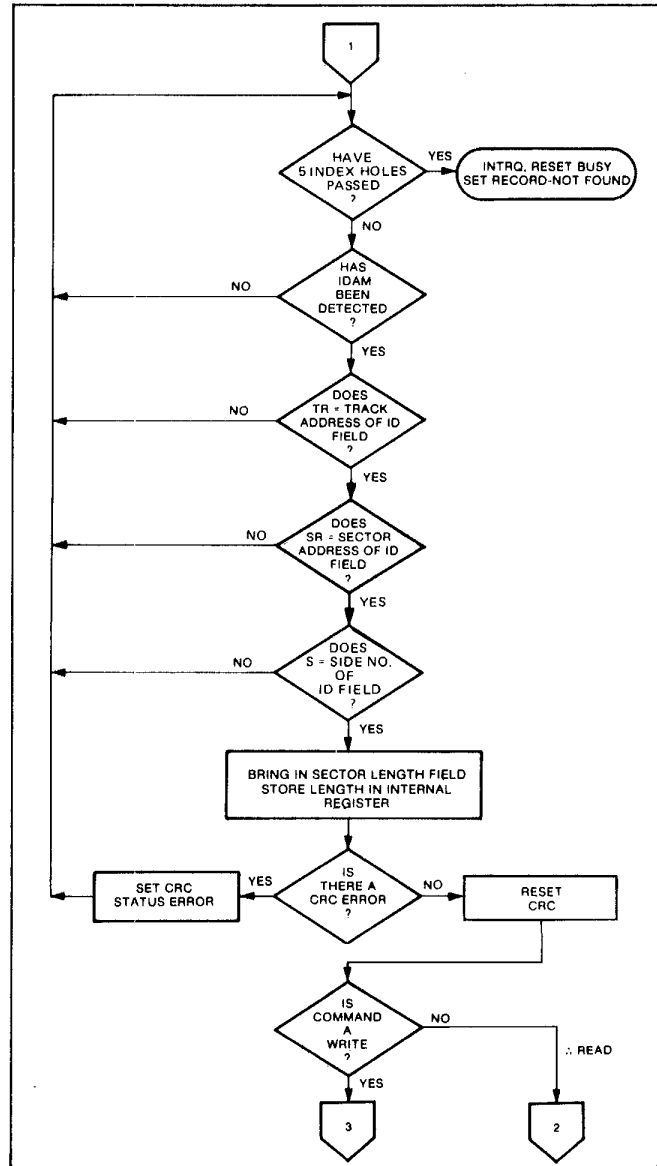 1
HAVE
5 INDEX HOLES
PASSED
?
YES
INTRQ. RESET BUSY
SET RECORD-NOT FOUND
NO
HAS
IDAM
BEEN
DETECTED
?
NO
YES
DOES
TR = TRACK
ADDRESS OF ID
FIELD
?
NO
YES
DOES
SR = SECTOR
ADDRESS OF ID
FIELD
?
NO
YES
DOES
S = SIDE NO.
OF
ID FIELD
?
NO
YES
BRING IN SECTOR LENGTH FIELD
STORE LENGTH IN INTERNAL
REGISTER
SET CRC
STATUS ERROR
YES
IS
THERE A
CRC ERROR
?
NO
RESET
CRC
IS
COMMAND
A
WRITE
?
NO
∴ READ
YES
3
2